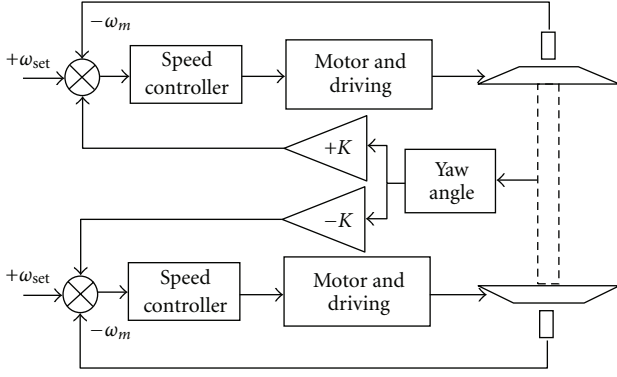 −ω_m
+ω_set
Speed
controller
Motor and
driving
+K
Yaw
angle
−K
+ω_set
Speed
controller
Motor and
driving
−ω_m